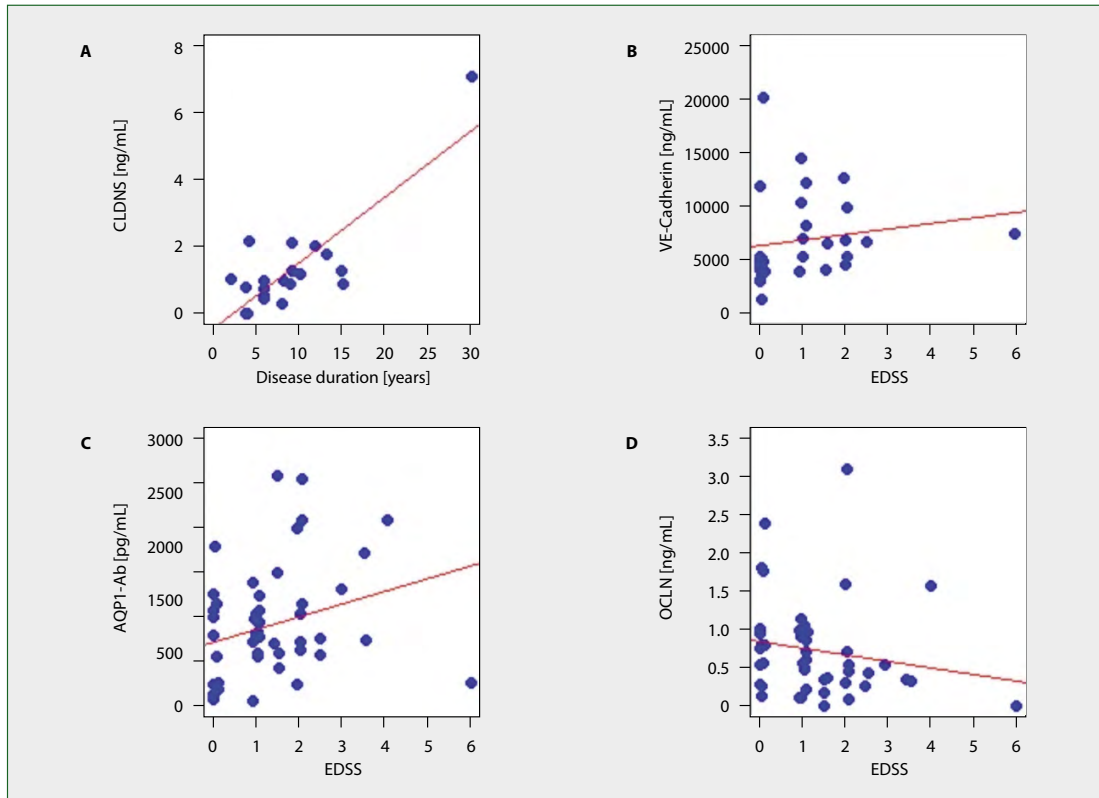 A
CLDNS [ng/mL]
8
6
4
2
0
0 5 10 15 20 25 30
Disease duration [years]
B
VE-Cadherin [ng/mL]
25000
20000
15000
10000
5000
0
0 1 2 3 4 5 6
EDSS
C
AQP1-Ab [pg/mL]
3000
2500
2000
1500
500
0
0 1 2 3 4 5 6
EDSS
D
OCLN [ng/mL]
3.5
3.0
2.5
2.0
1.5
1.0
0.5
0
0 1 2 3 4 5 6
EDSS